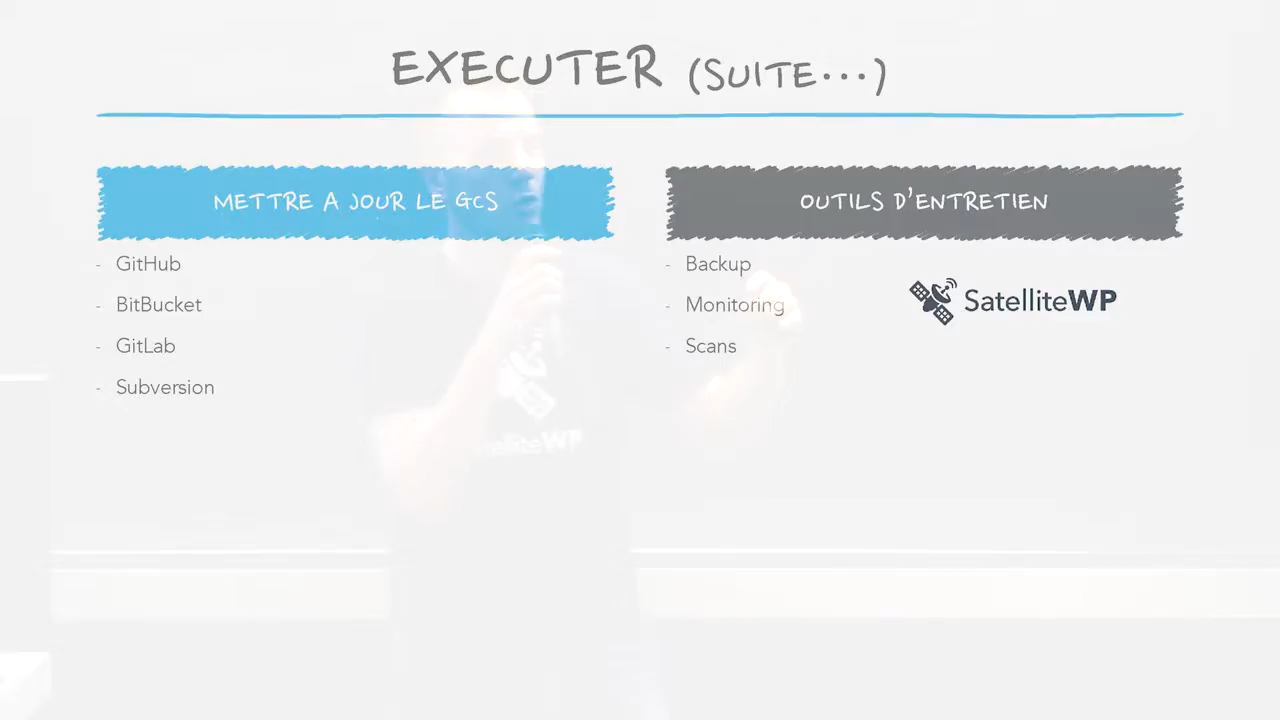 EXECUTER (SUITE...)
METTRE A JOUR LE GCS
- GitHub
- BitBucket
- GitLab
- Subversion
OUTILS D'ENTRETIEN
- Backup
- Monitoring
- Scans
SatelliteWP